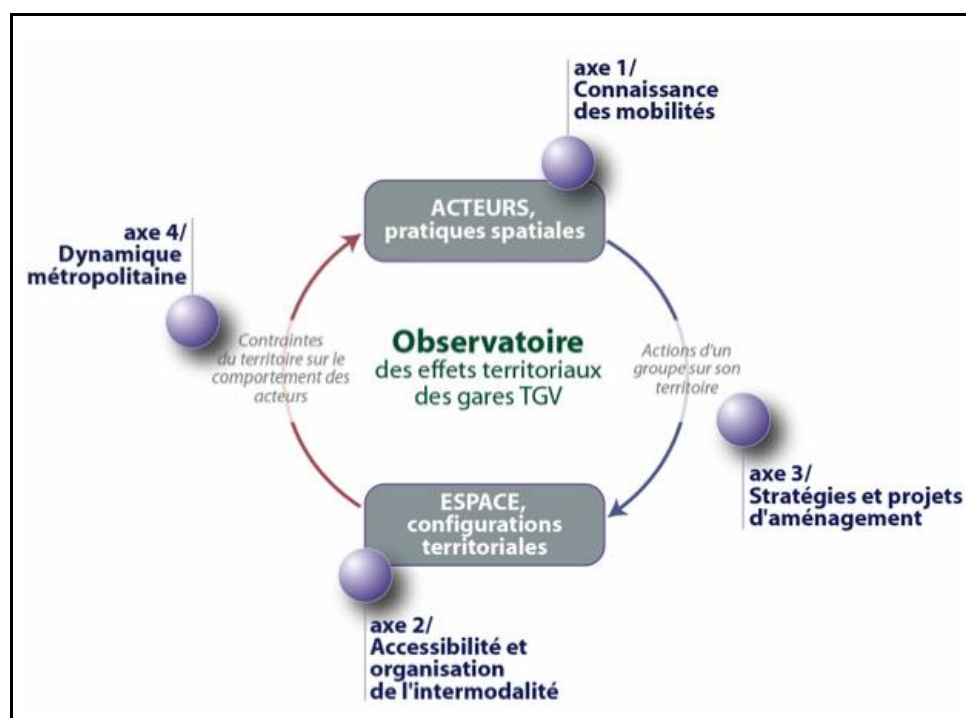 axe 1/
Connaissance
des mobilités
ACTEURS,
pratiques spatiales
axe 4/
Dynamique
métropolitaine
Contraintes
du territoire sur le
comportement des
acteurs
Observatoire
des effets territoriaux
des gares TGV
Actions d'un
groupe sur son
territoire
axe 3/
Stratégies et projets
d'aménagement
ESPACE,
configurations
territoriales
axe 2/
Accessibilité et
organisation
de l'intermodalité